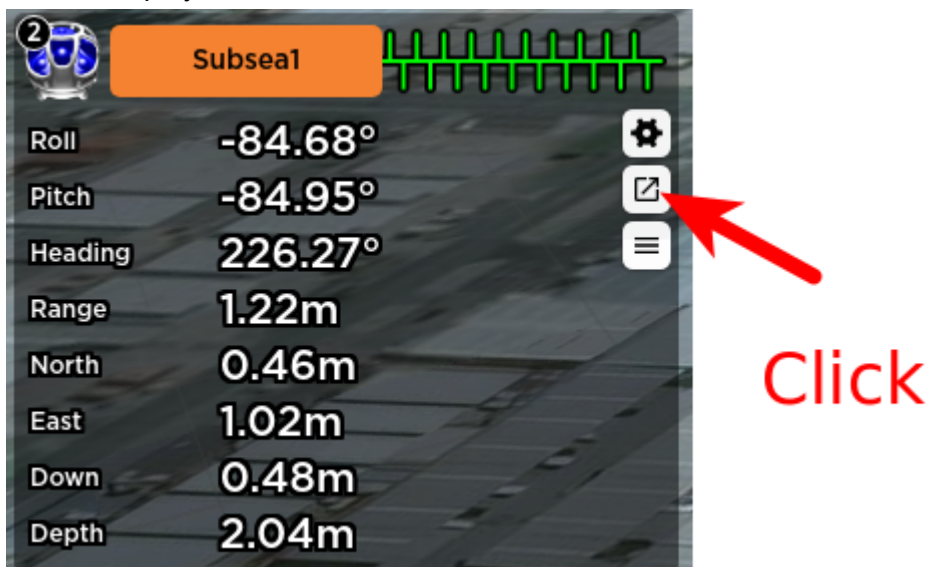 2
Subsea1
Roll -84.68°
Pitch -84.95°
Heading 226.27°
Range 1.22m
North 0.46m
East 1.02m
Down 0.48m
Depth 2.04m
Click